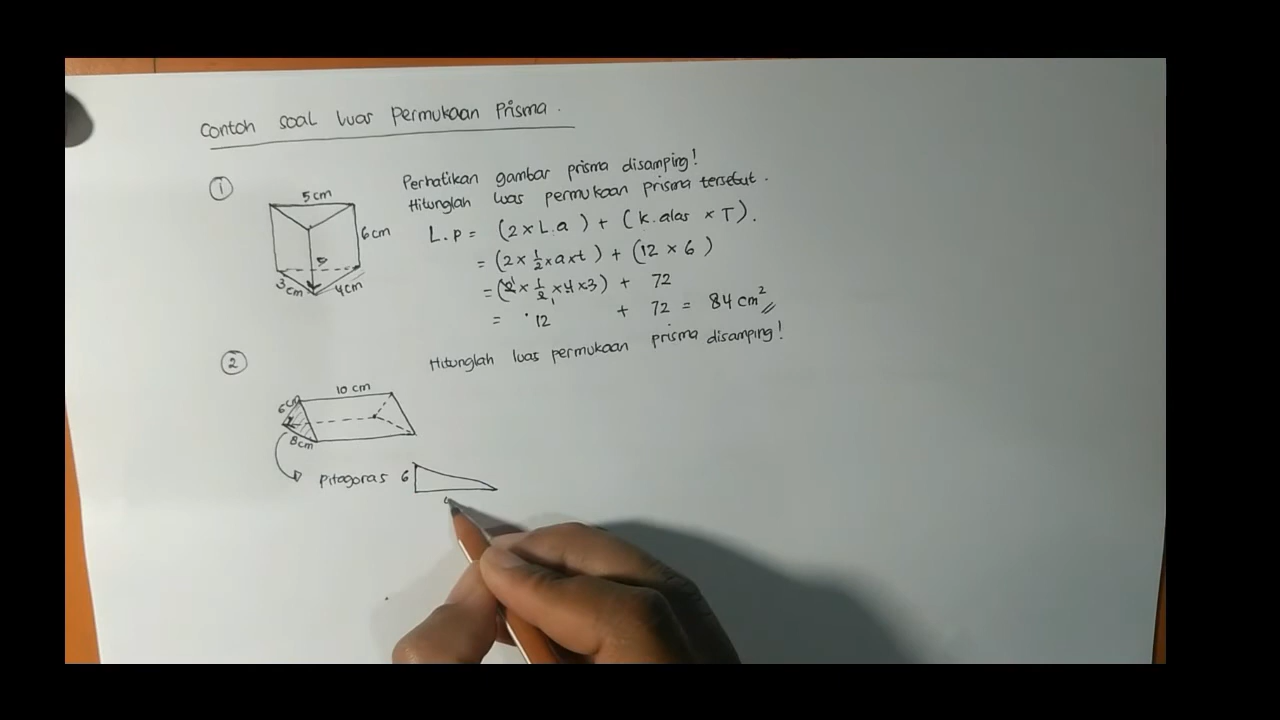 Contoh soal luas permukaan Prisma.
1
5 cm
6 cm
3 cm
4 cm
Perhatikan gambar prisma disamping!
Hitunglah luas permukaan prisma tersebut.
L.p = (2 x L.a) + (k.alas x T).
= (2 x 1/2 x a x t) + (12 x 6)
= (2 x 1/2 x 4 x 3) + 72
= 12 + 72 = 84 cm²
2
Hitunglah luas permukaan prisma disamping!
10 cm
6 cm
8 cm
Pitagoras 6